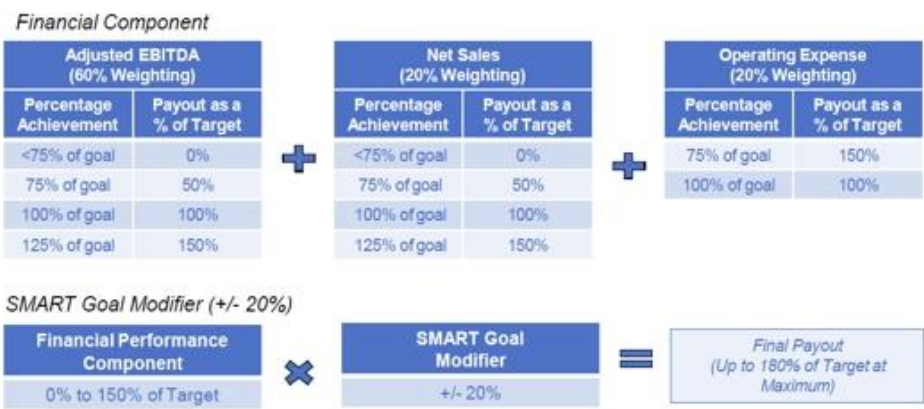 Financial Component
Adjusted EBITDA
(60% Weighting)
Percentage
Achievement
Payout as a
% of Target
<75% of goal
0%
75% of goal
50%
100% of goal
100%
125% of goal
150%
Net Sales
(20% Weighting)
Percentage
Achievement
Payout as a
% of Target
<75% of goal
0%
75% of goal
50%
100% of goal
100%
125% of goal
150%
Operating Expense
(20% Weighting)
Percentage
Achievement
Payout as a
% of Target
75% of goal
150%
100% of goal
100%
SMART Goal Modifier (+/- 20%)
Financial Performance
Component
0% to 150% of Target
SMART Goal
Modifier
+/- 20%
Final Payout
(Up to 180% of Target at
Maximum)